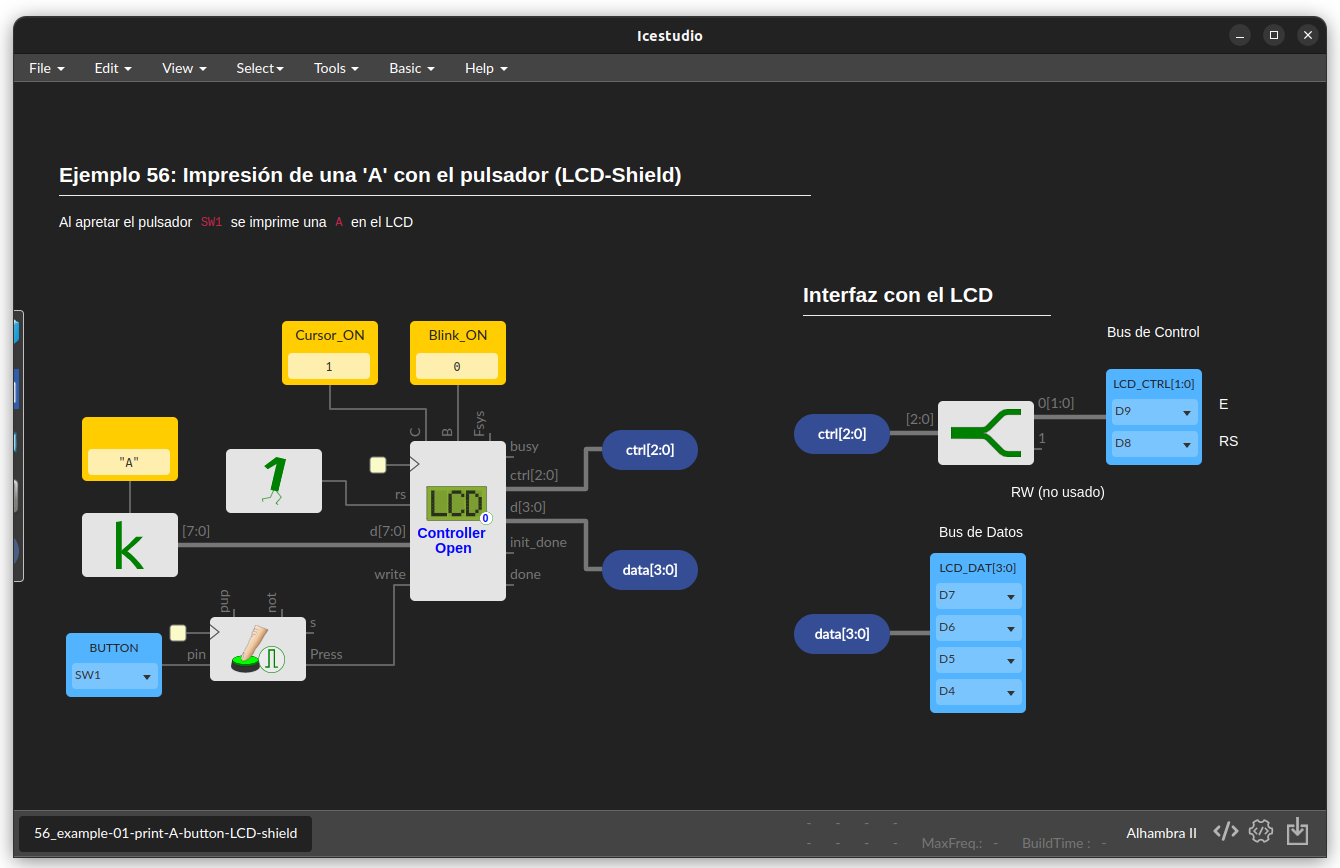 Icestudio
File Edit View Select Tools Basic Help
Ejemplo 56: Impresión de una 'A' con el pulsador (LCD-Shield)
Al apretar el pulsador SW1 se imprime una A en el LCD
Interfaz con el LCD
Bus de Control
Cursor_ON
1
Blink_ON
0
"A"
k
[7:0]
1
C
B
Fsys
rs
d[7:0]
write
LCD
0
Controller
Open
busy
ctrl[2:0]
d[3:0]
init_done
done
ctrl[2:0]
data[3:0]
BUTTON
SW1
pup
not
pin
s
Press
ctrl[2:0]
[2:0]
0[1:0]
1
LCD_CTRL[1:0]
D9
E
D8
RS
RW (no usado)
Bus de Datos
data[3:0]
LCD_DAT[3:0]
D7
D6
D5
D4
56_example-01-print-A-button-LCD-shield
- - - -
- - - -
MaxFreq.: - BuildTime : -
Alhambra II